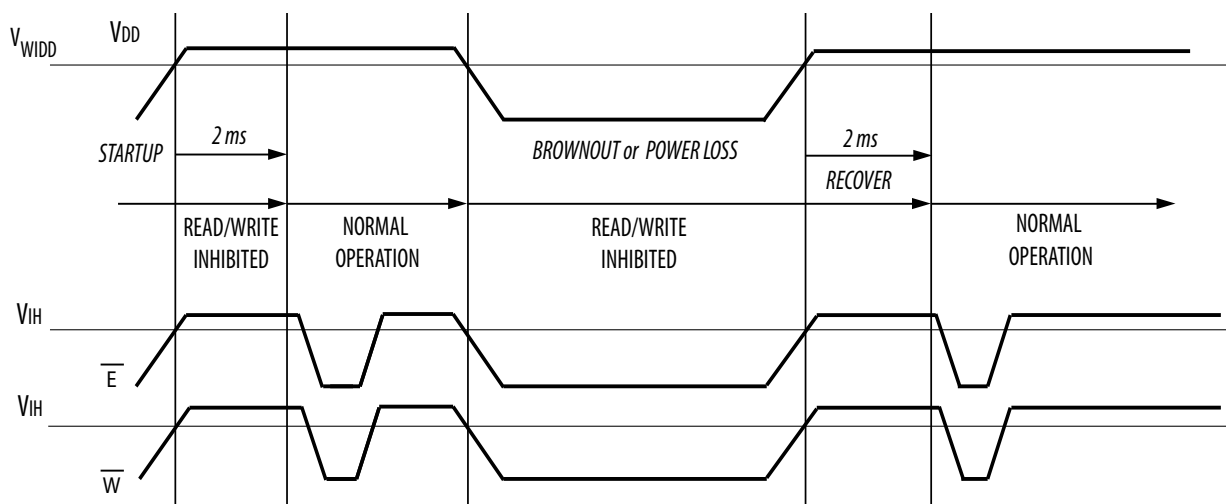 VWIDD
VDD
STARTUP
2 ms
BROWNOUT or POWER LOSS
2 ms
RECOVER
READ/WRITE
INHIBITED
NORMAL
OPERATION
READ/WRITE
INHIBITED
NORMAL
OPERATION
VIH
E
VIH
W